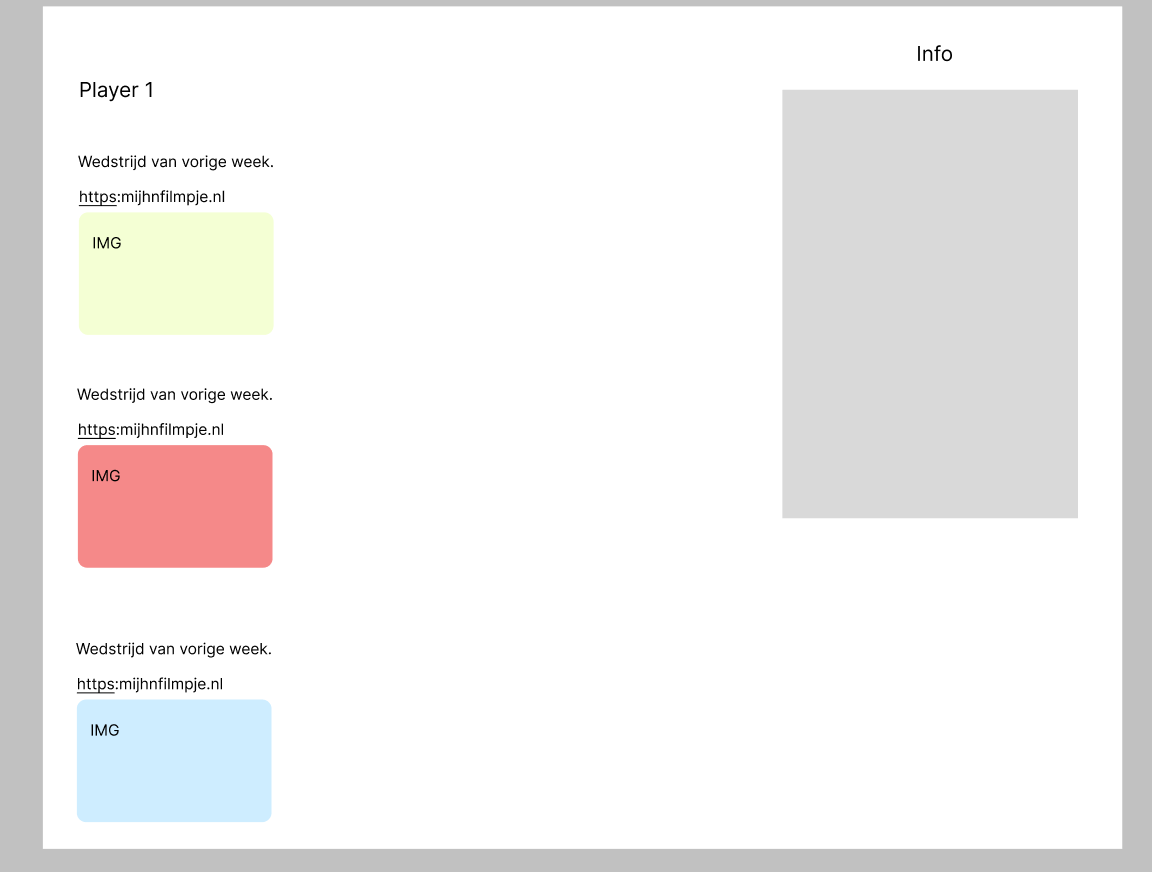 Info
Player 1
Wedstrijd van vorige week.
https:mijhnfilmpje.nl
IMG
Wedstrijd van vorige week.
https:mijhnfilmpje.nl
IMG
Wedstrijd van vorige week.
https:mijhnfilmpje.nl
IMG